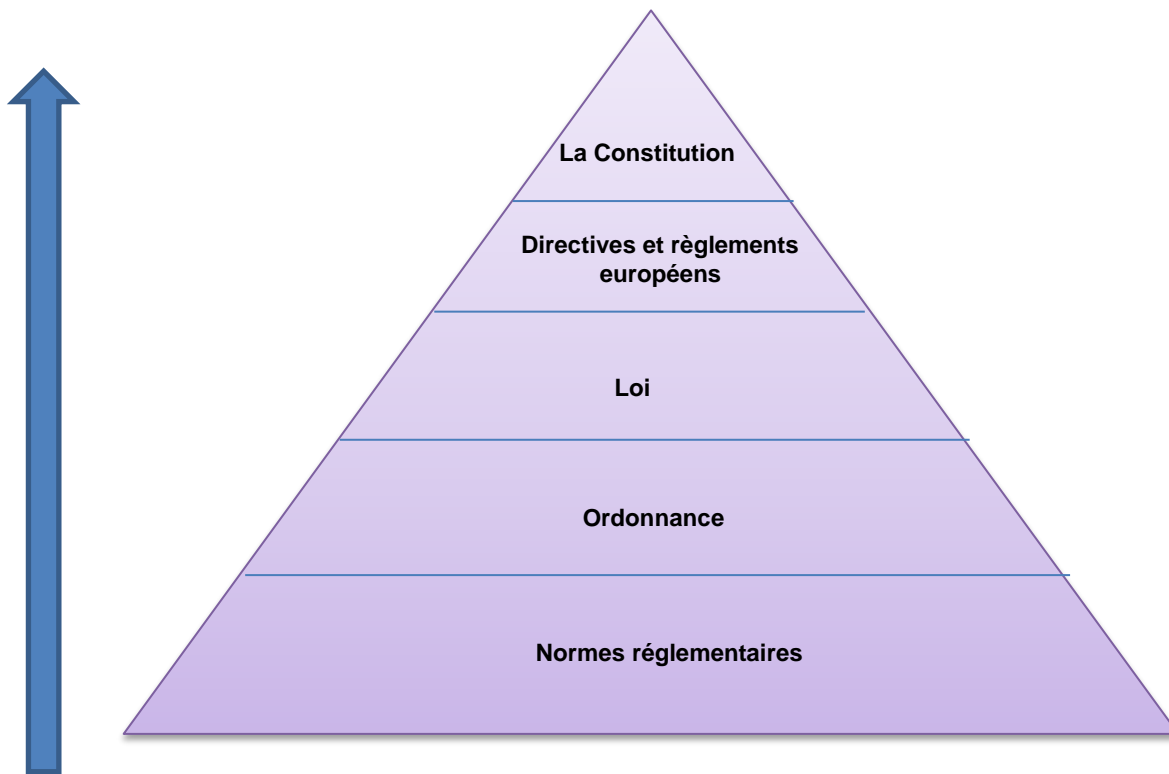 La Constitution
Directives et règlements
européens
Loi
Ordonnance
Normes réglementaires